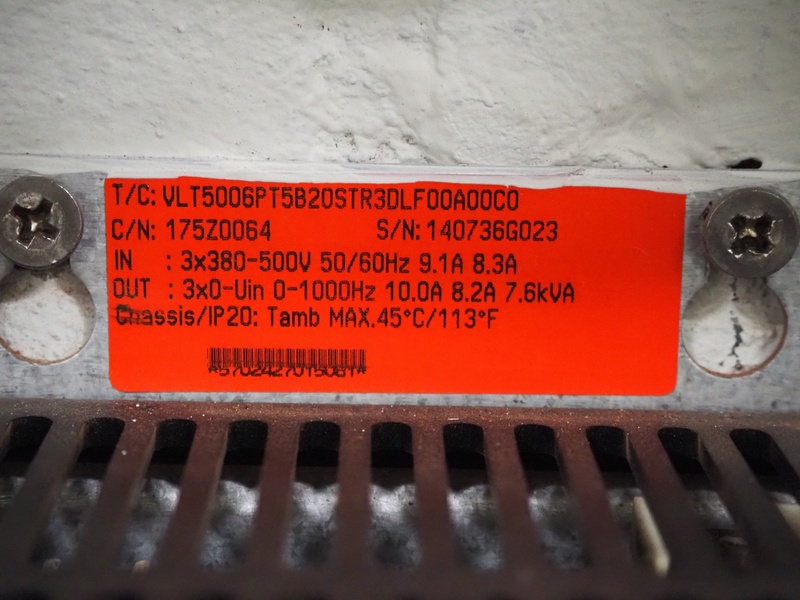 T/C: VLT5006PT5B20STR3DLF00A00C0
C/N: 175Z0064 S/N: 140736G023
IN : 3x380-500V 50/60Hz 9.1A 8.3A
OUT : 3x0-Uin 0-1000Hz 10.0A 8.2A 7.6kVA
Chassis/IP20: Tamb MAX.45°C/113°F